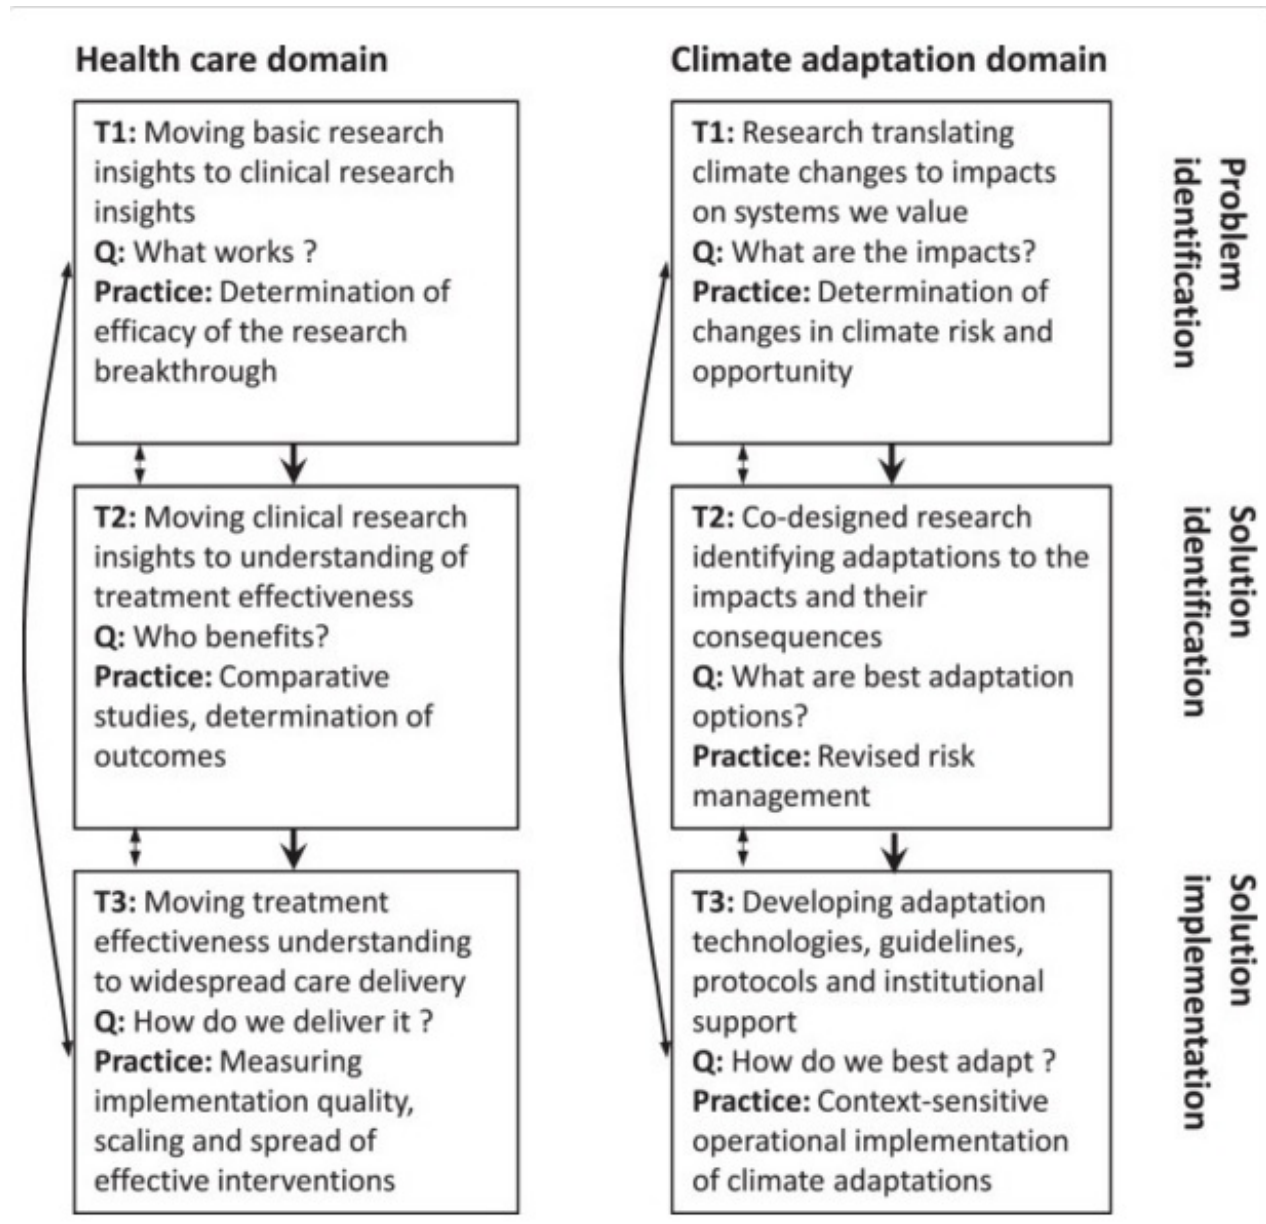 Health care domain
T1: Moving basic research
insights to clinical research
insights
Q: What works ?
Practice: Determination of
efficacy of the research
breakthrough
T2: Moving clinical research
insights to understanding of
treatment effectiveness
Q: Who benefits?
Practice: Comparative
studies, determination of
outcomes
T3: Moving treatment
effectiveness understanding
to widespread care delivery
Q: How do we deliver it ?
Practice: Measuring
implementation quality,
scaling and spread of
effective interventions
Climate adaptation domain
T1: Research translating
climate changes to impacts
on systems we value
Q: What are the impacts?
Practice: Determination of
changes in climate risk and
opportunity
T2: Co-designed research
identifying adaptations to the
impacts and their
consequences
Q: What are best adaptation
options?
Practice: Revised risk
management
T3: Developing adaptation
technologies, guidelines,
protocols and institutional
support
Q: How do we best adapt ?
Practice: Context-sensitive
operational implementation
of climate adaptations
Problem
identification
Solution
identification
Solution
implementation